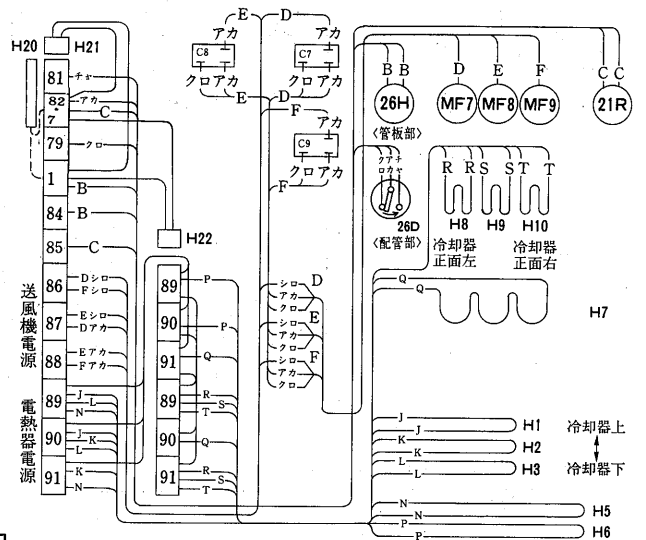 E
D
アカ
アカ
C8
C7
クロアカ
クロアカ
E
D
F
アカ
C9
クロアカ
F
H20
H21
81
チャ
82
アカ
C
7
79
クロ
1
B
84
B
85
C
86
Dシロ
Fシロ
87
Eシロ
Dアカ
88
Eアカ
Fアカ
89
J
L
N
90
J
K
L
91
K
N
送風機電源
電熱器電源
H22
89
P
90
P
91
Q
89
R
S
T
90
Q
91
R
S
T
シロ
アカ
クロ
D
シロ
アカ
クロ
E
シロ
アカ
クロ
F
B B
D
E
F
C C
26H
MF7
MF8
MF9
21R
〈管板部〉
クロ
アカ
チャ
26D
〈配管部〉
R R S S T T
H8
H9
H10
冷却器
正面左
冷却器
正面右
Q
Q
H7
J
J
H1
K
K
H2
L
L
H3
冷却器上
冷却器下
N
N
H5
P
P
H6